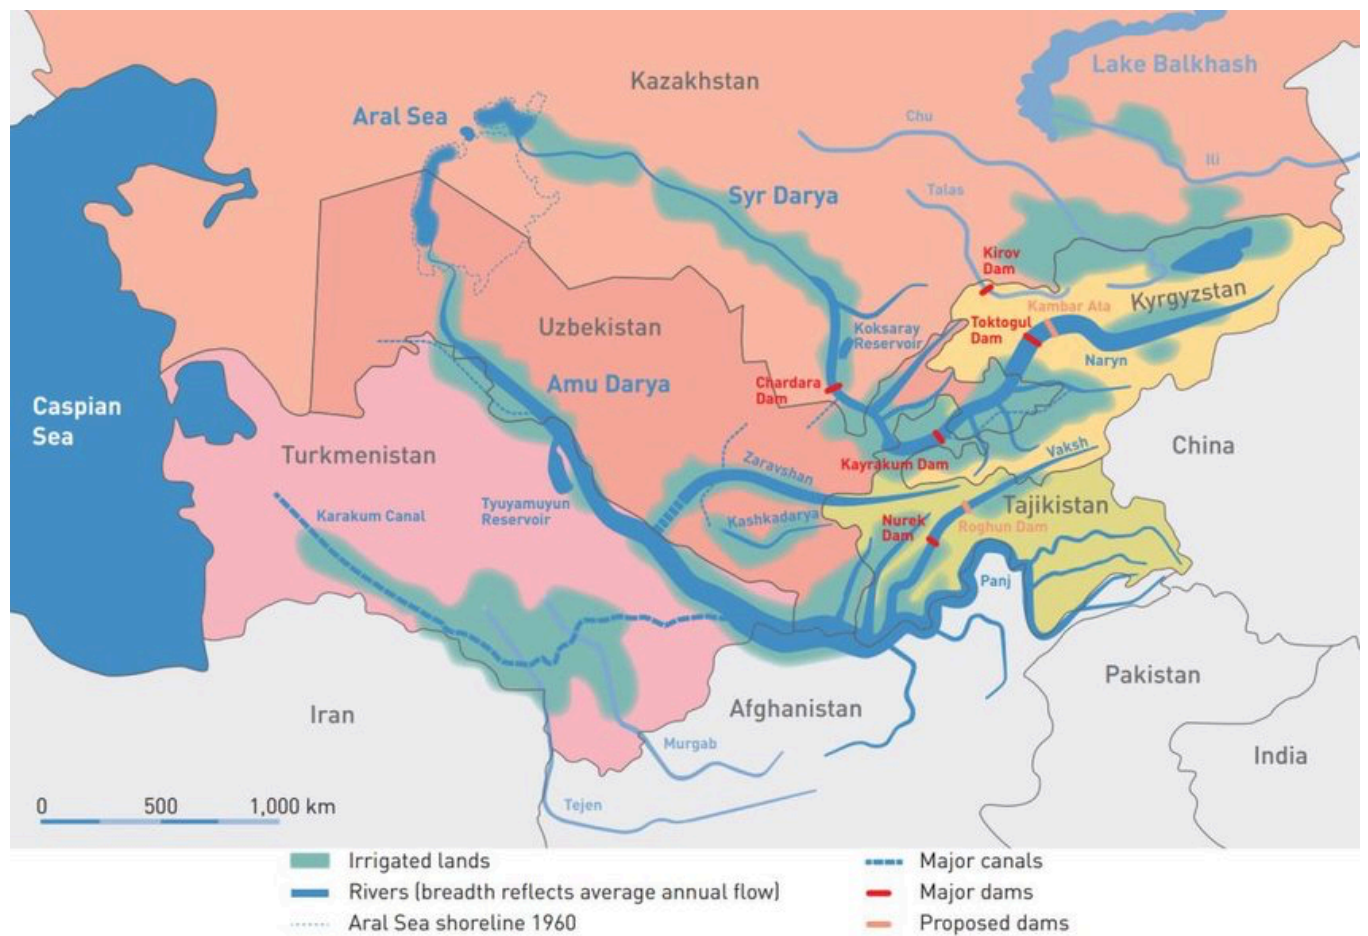 Kazakhstan
Lake Balkhash
Aral Sea
Chu
Ili
Talas
Syr Darya
Kirov
Dam
Kyrgyzstan
Kambar Ata
Toktogul
Dam
Uzbekistan
Koksaray
Reservoir
Naryn
Amu Darya
Chardara
Dam
Caspian
Sea
China
Turkmenistan
Kayrakum Dam
Vaksh
Zaravshan
Tyuyamuyun
Reservoir
Karakum Canal
Kashkadarya
Nurek
Dam
Tajikistan
Roghun Dam
Panj
Pakistan
Iran
Afghanistan
Murgab
India
Tejen
0 500 1,000 km
Irrigated lands
Rivers (breadth reflects average annual flow)
Aral Sea shoreline 1960
Major canals
Major dams
Proposed dams